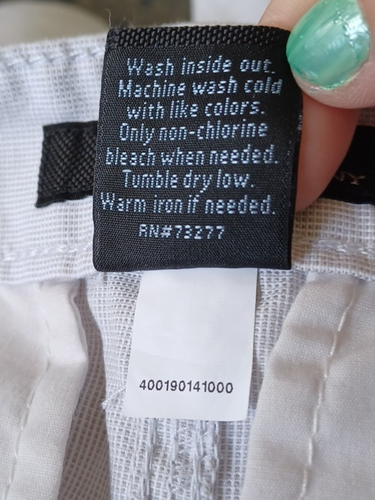 Wash inside out.
Machine wash cold
with like colors.
Only non-chlorine
bleach when needed.
Tumble dry low.
Warm iron if needed.
RN#73277
NY
400190141000